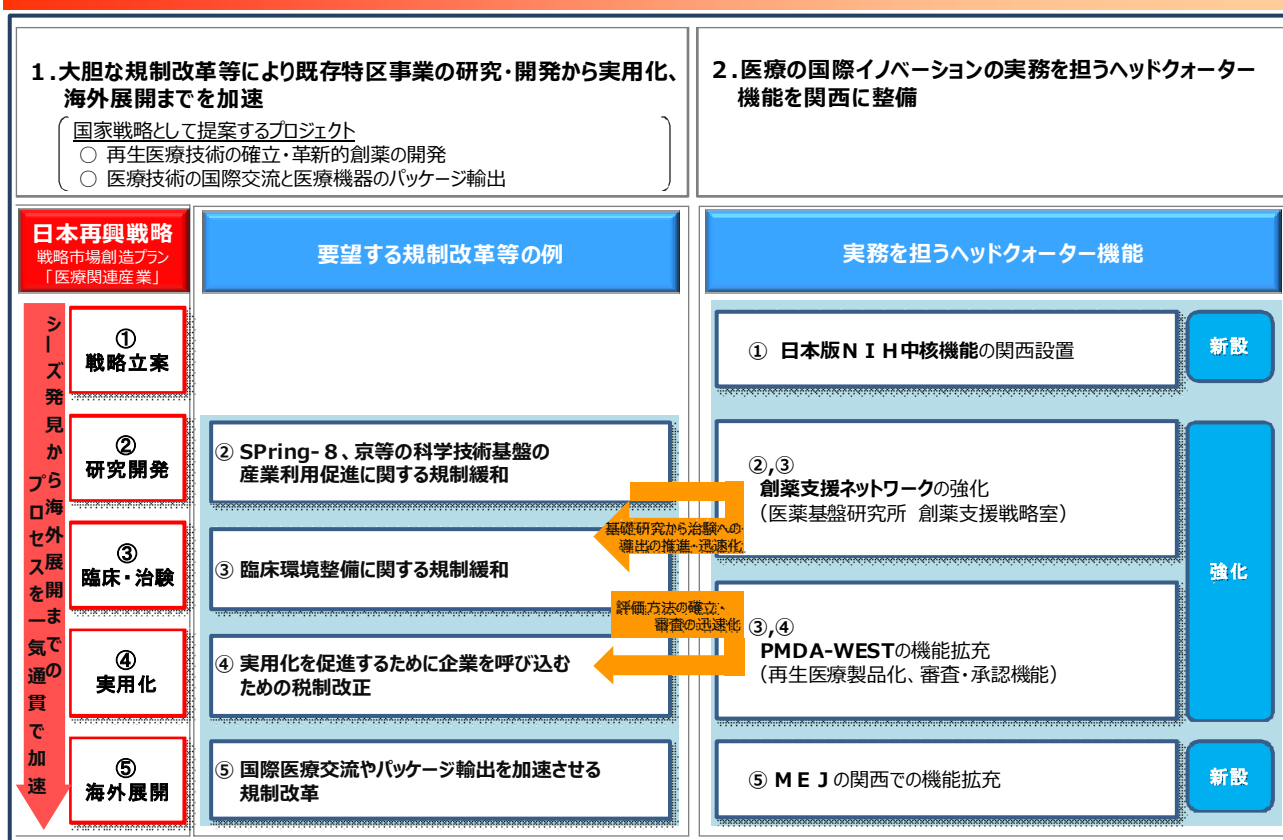 １.大胆な規制改革等により既存特区事業の研究・開発から実用化、
海外展開までを加速
国家戦略として提案するプロジェクト
○ 再生医療技術の確立・革新的創薬の開発
○ 医療技術の国際交流と医療機器のパッケージ輸出
２.医療の国際イノベーションの実務を担うヘッドクォーター
機能を関西に整備
日本再興戦略
戦略市場創造プラン
「医療関連産業」
要望する規制改革等の例
実務を担うヘッドクォーター機能
シーズ発見から海外展開までの
プロセスを一気通貫で加速
①
戦略立案
① 日本版ＮＩＨ中核機能の関西設置
新設
②
研究開発
② SPring-８、京等の科学技術基盤の
産業利用促進に関する規制緩和
②,③
創薬支援ネットワークの強化
（医薬基盤研究所 創薬支援戦略室）
基礎研究から治験への
導出の推進・迅速化
③
臨床・治験
③ 臨床環境整備に関する規制緩和
強化
評価方法の確立・
審査の迅速化
③,④
PMDA-WESTの機能拡充
（再生医療製品化、審査・承認機能）
④
実用化
④ 実用化を促進するために企業を呼び込む
ための税制改正
⑤
海外展開
⑤ 国際医療交流やパッケージ輸出を加速させる
規制改革
⑤ ＭＥＪの関西での機能拡充
新設